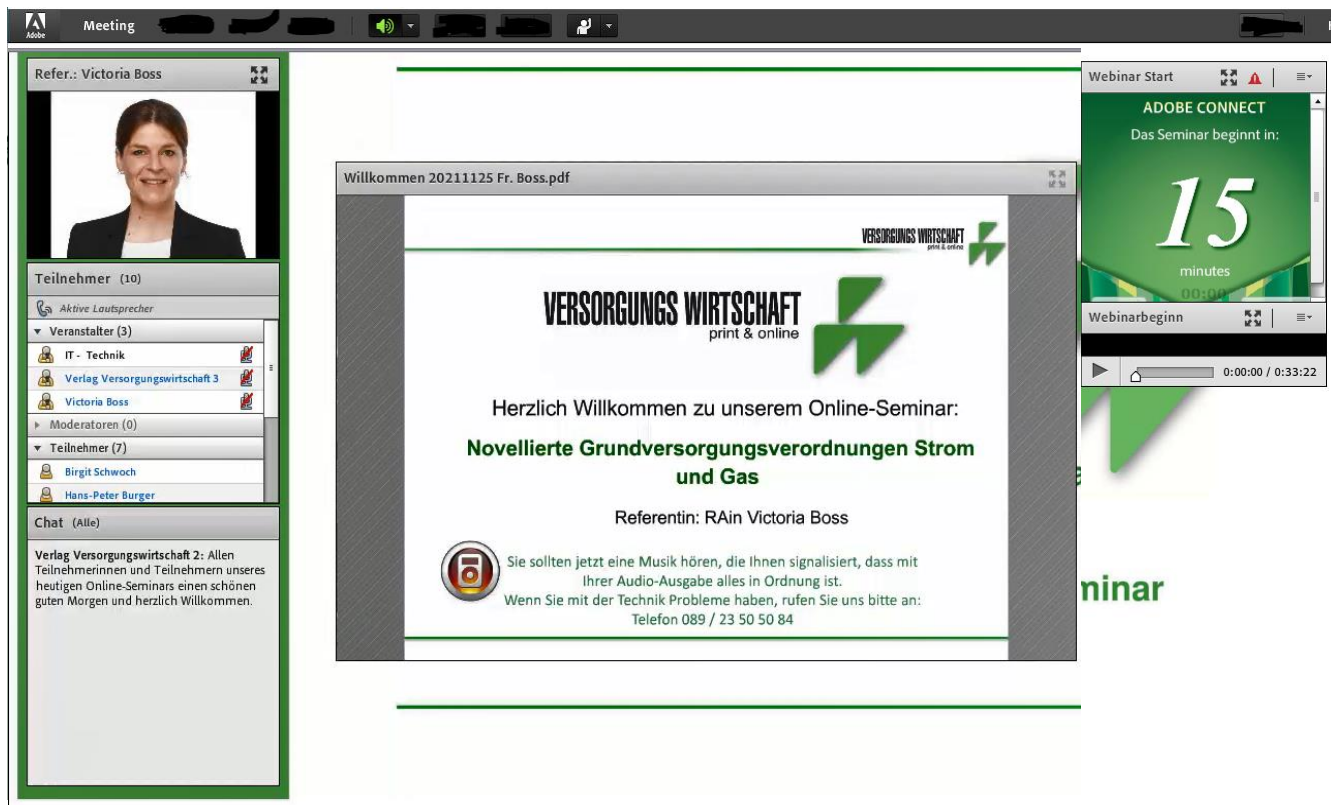 Adobe
Meeting
Refer.: Victoria Boss
Teilnehmer (10)
Aktive Lautsprecher
Veranstalter (3)
IT - Technik
Verlag Versorgungswirtschaft 3
Victoria Boss
Moderatoren (0)
Teilnehmer (7)
Birgit Schwoch
Hans-Peter Burger
Chat (Alle)
Verlag Versorgungswirtschaft 2: Allen
Teilnehmerinnen und Teilnehmern unseres
heutigen Online-Seminars einen schönen
guten Morgen und herzlich Willkommen.
Willkommen 20211125 Fr. Boss.pdf
VERSORGUNGS WIRTSCHAFT
print & online
VERSORGUNGS WIRTSCHAFT
print & online
Herzlich Willkommen zu unserem Online-Seminar:
Novellierte Grundversorgungsverordnungen Strom
und Gas
Referentin: RAin Victoria Boss
Sie sollten jetzt eine Musik hören, die Ihnen signalisiert, dass mit
Ihrer Audio-Ausgabe alles in Ordnung ist.
Wenn Sie mit der Technik Probleme haben, rufen Sie uns bitte an:
Telefon 089 / 23 50 50 84
Webinar Start
ADOBE CONNECT
Das Seminar beginnt in:
15
minutes
00:00
Webinarbeginn
0:00:00 / 0:33:22
minar